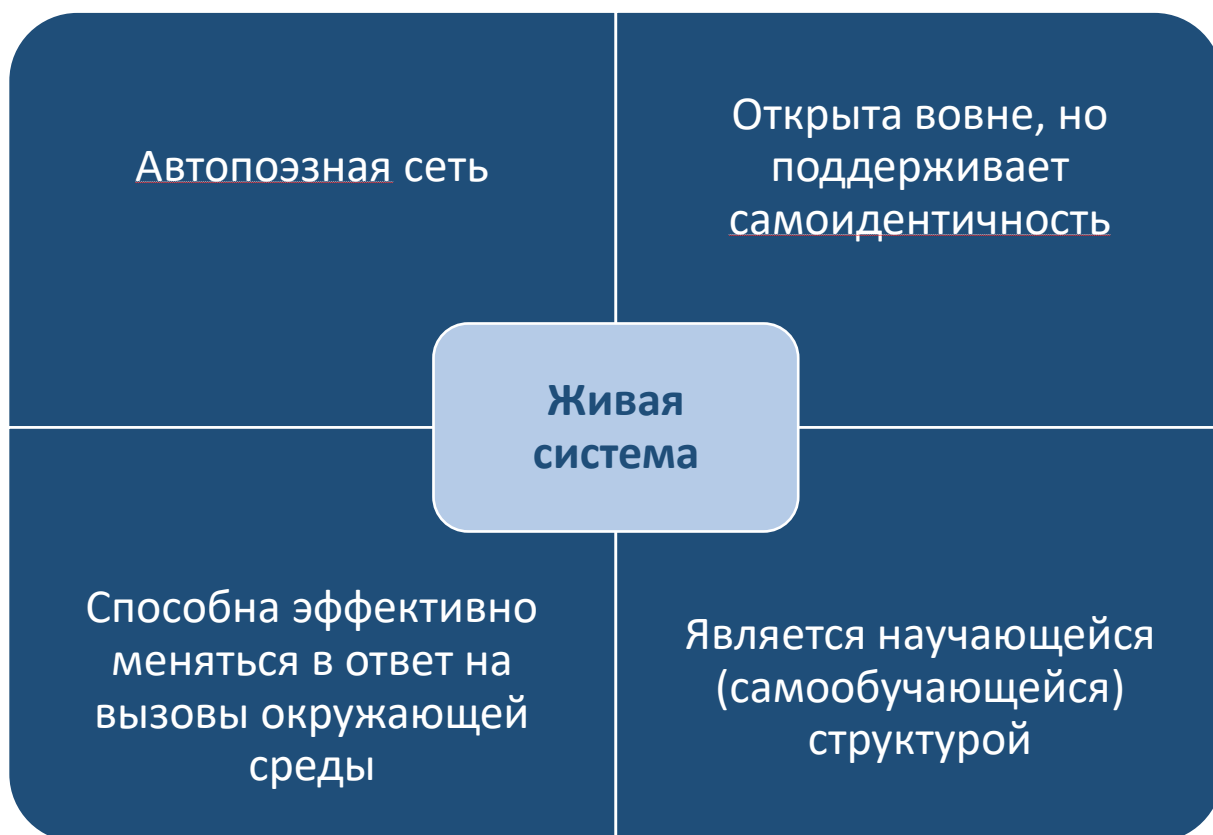 Автопоэзная сеть
Открыта вовне, но
поддерживает
самоидентичность
Живая
система
Способна эффективно
меняться в ответ на
вызовы окружающей
среды
Является научающейся
(самообучающейся)
структурой